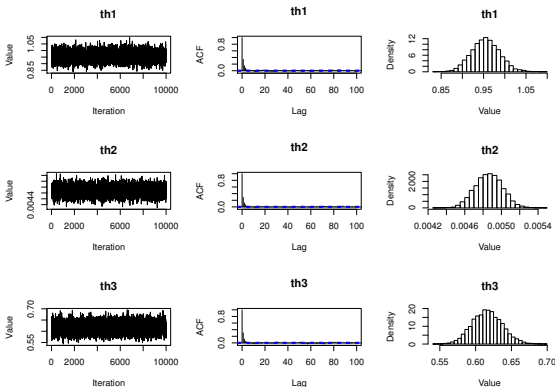 th1
th1
th1
Value
0.85
1.05
0
2000
6000
10000
Iteration
ACF
0.0
0.8
0
20
40
60
80
100
Lag
Density
0
4
8
12
0.85
0.95
1.05
Value
th2
th2
th2
Value
0.0044
0
2000
6000
10000
Iteration
ACF
0.0
0.8
0
20
40
60
80
100
Lag
Density
0
2000
0.0042
0.0046
0.0050
0.0054
Value
th3
th3
th3
Value
0.55
0.70
0
2000
6000
10000
Iteration
ACF
0.0
0.8
0
20
40
60
80
100
Lag
Density
0
10
20
0.55
0.60
0.65
0.70
Value